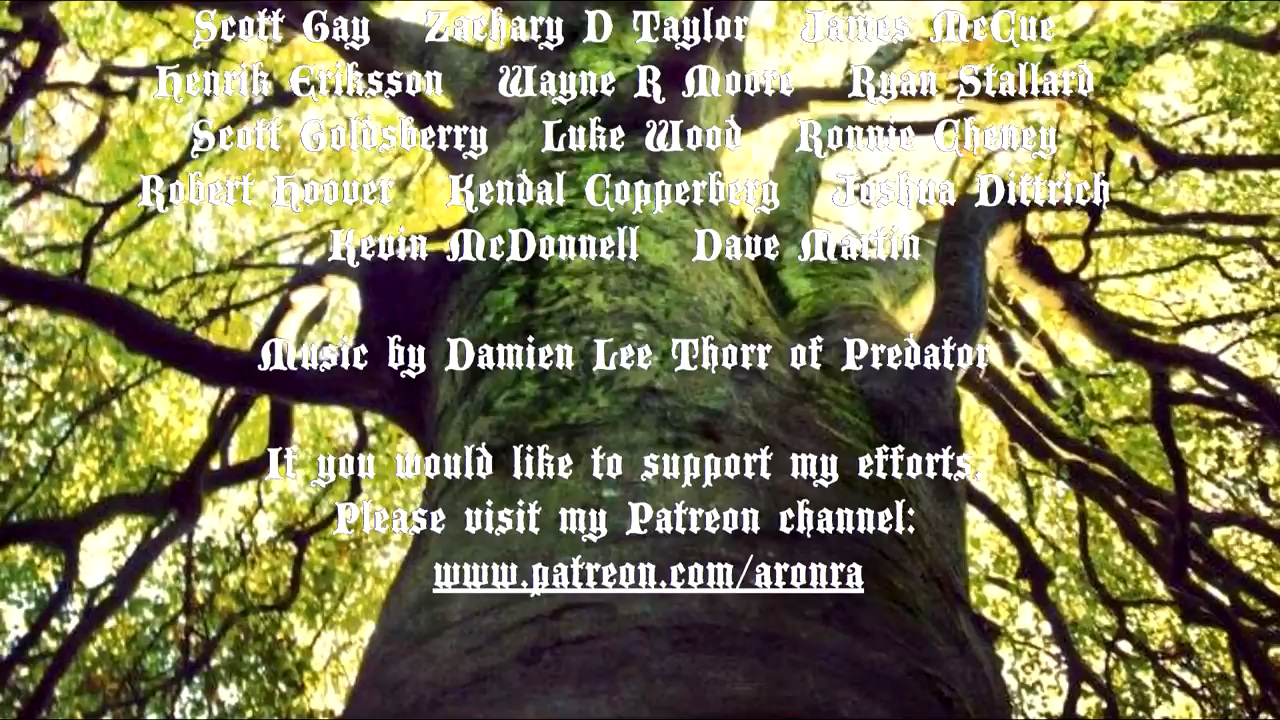 Scott Gay Zachary D Taylor James McCue
Henrik Eriksson Wayne R Moore Ryan Stallard
Scott Goldsberry Luke Wood Ronnie Cheney
Robert Hoover Kendal Copperberg Joshua Dittrich
Kevin McDonnell Dave Martin
Music by Damien Lee Thorr of Predator
If you would like to support my efforts,
Please visit my Patreon channel:
www.patreon.com/aronra